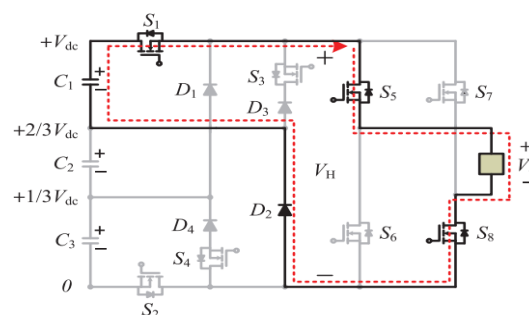 +Vdc S1
C1 + − D1 S3 + S5 S7
D3
+2/3Vdc
+
C2 + − VH V
+1/3Vdc −
D4 D2
C3 + − S4 S6 S8
0 −
S2